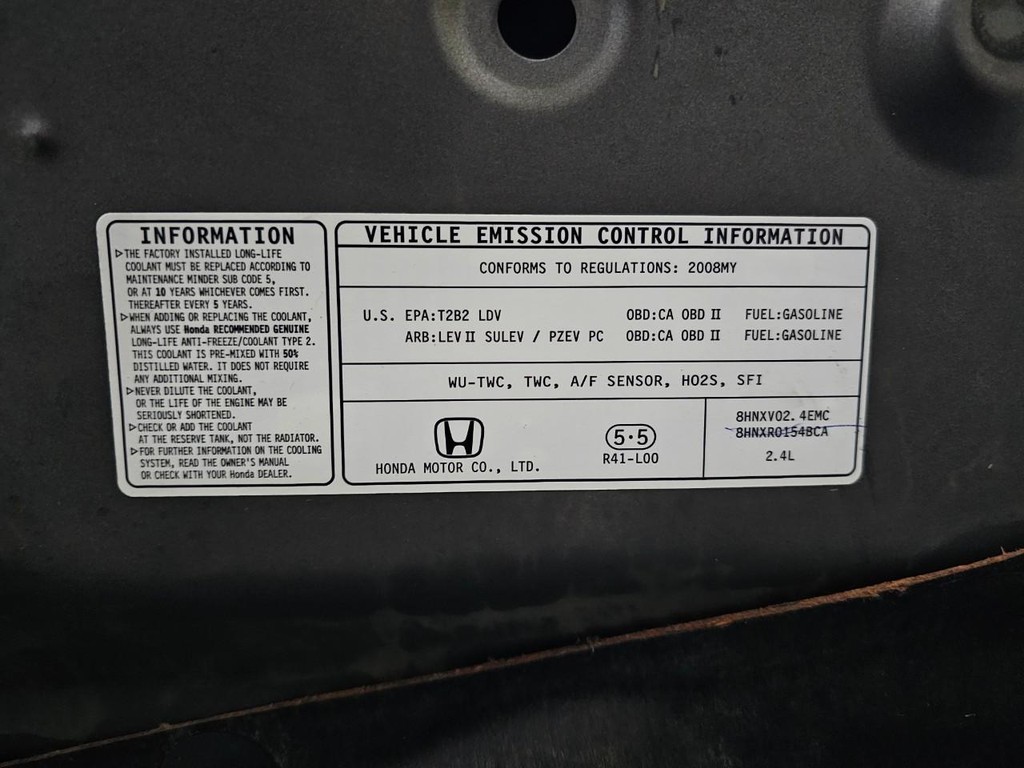 INFORMATION
▷THE FACTORY INSTALLED LONG-LIFE
COOLANT MUST BE REPLACED ACCORDING TO
MAINTENANCE MINDER SUB CODE 5,
OR AT 10 YEARS WHICHEVER COMES FIRST.
THEREAFTER EVERY 5 YEARS.
▷WHEN ADDING OR REPLACING THE COOLANT,
ALWAYS USE Honda RECOMMENDED GENUINE
LONG-LIFE ANTI-FREEZE/COOLANT TYPE 2.
THIS COOLANT IS PRE-MIXED WITH 50%
DISTILLED WATER. IT DOES NOT REQUIRE
ANY ADDITIONAL MIXING.
▷NEVER DILUTE THE COOLANT,
OR THE LIFE OF THE ENGINE MAY BE
SERIOUSLY SHORTENED.
▷CHECK OR ADD THE COOLANT
AT THE RESERVE TANK, NOT THE RADIATOR.
▷FOR FURTHER INFORMATION ON THE COOLING
SYSTEM, READ THE OWNER'S MANUAL
OR CHECK WITH YOUR Honda DEALER.
VEHICLE EMISSION CONTROL INFORMATION
CONFORMS TO REGULATIONS: 2008MY
U.S. EPA:T2B2 LDV OBD:CA OBD II FUEL:GASOLINE
ARB:LEV II SULEV / PZEV PC OBD:CA OBD II FUEL:GASOLINE
WU-TWC, TWC, A/F SENSOR, HO2S, SFI
HONDA MOTOR CO., LTD.
5·5
R41-L00
8HNXV02.4EMC
8HNXR0154BCA
2.4L